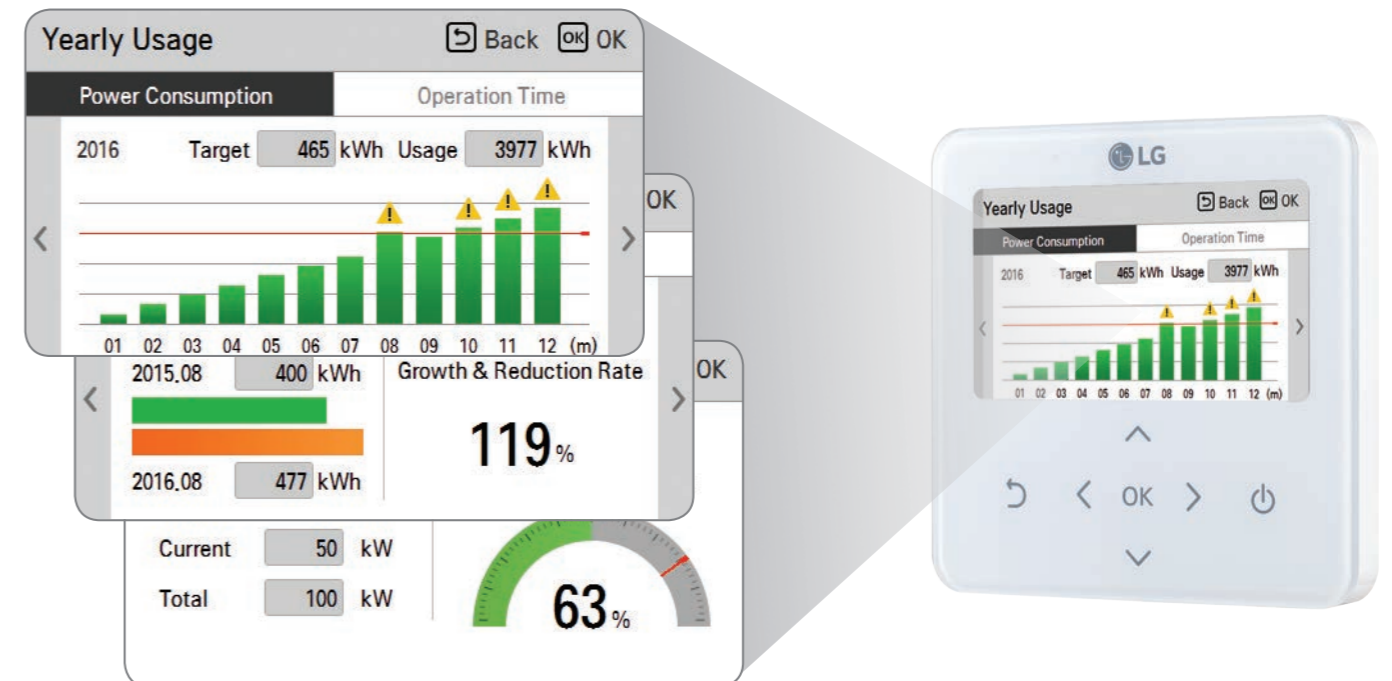 Yearly Usage Back OK OK
Power Consumption Operation Time
2016 Target 465 kWh Usage 3977 kWh
! ! ! !
01 02 03 04 05 06 07 08 09 10 11 12 (m)
OK
2015.08 400 kWh Growth & Reduction Rate
119%
2016.08 477 kWh
OK
Current 50 kW
Total 100 kW
63%
LG
Yearly Usage Back OK OK
Power Consumption Operation Time
2016 Target 465 kWh Usage 3977 kWh
! ! ! !
01 02 03 04 05 06 07 08 09 10 11 12 (m)
OK